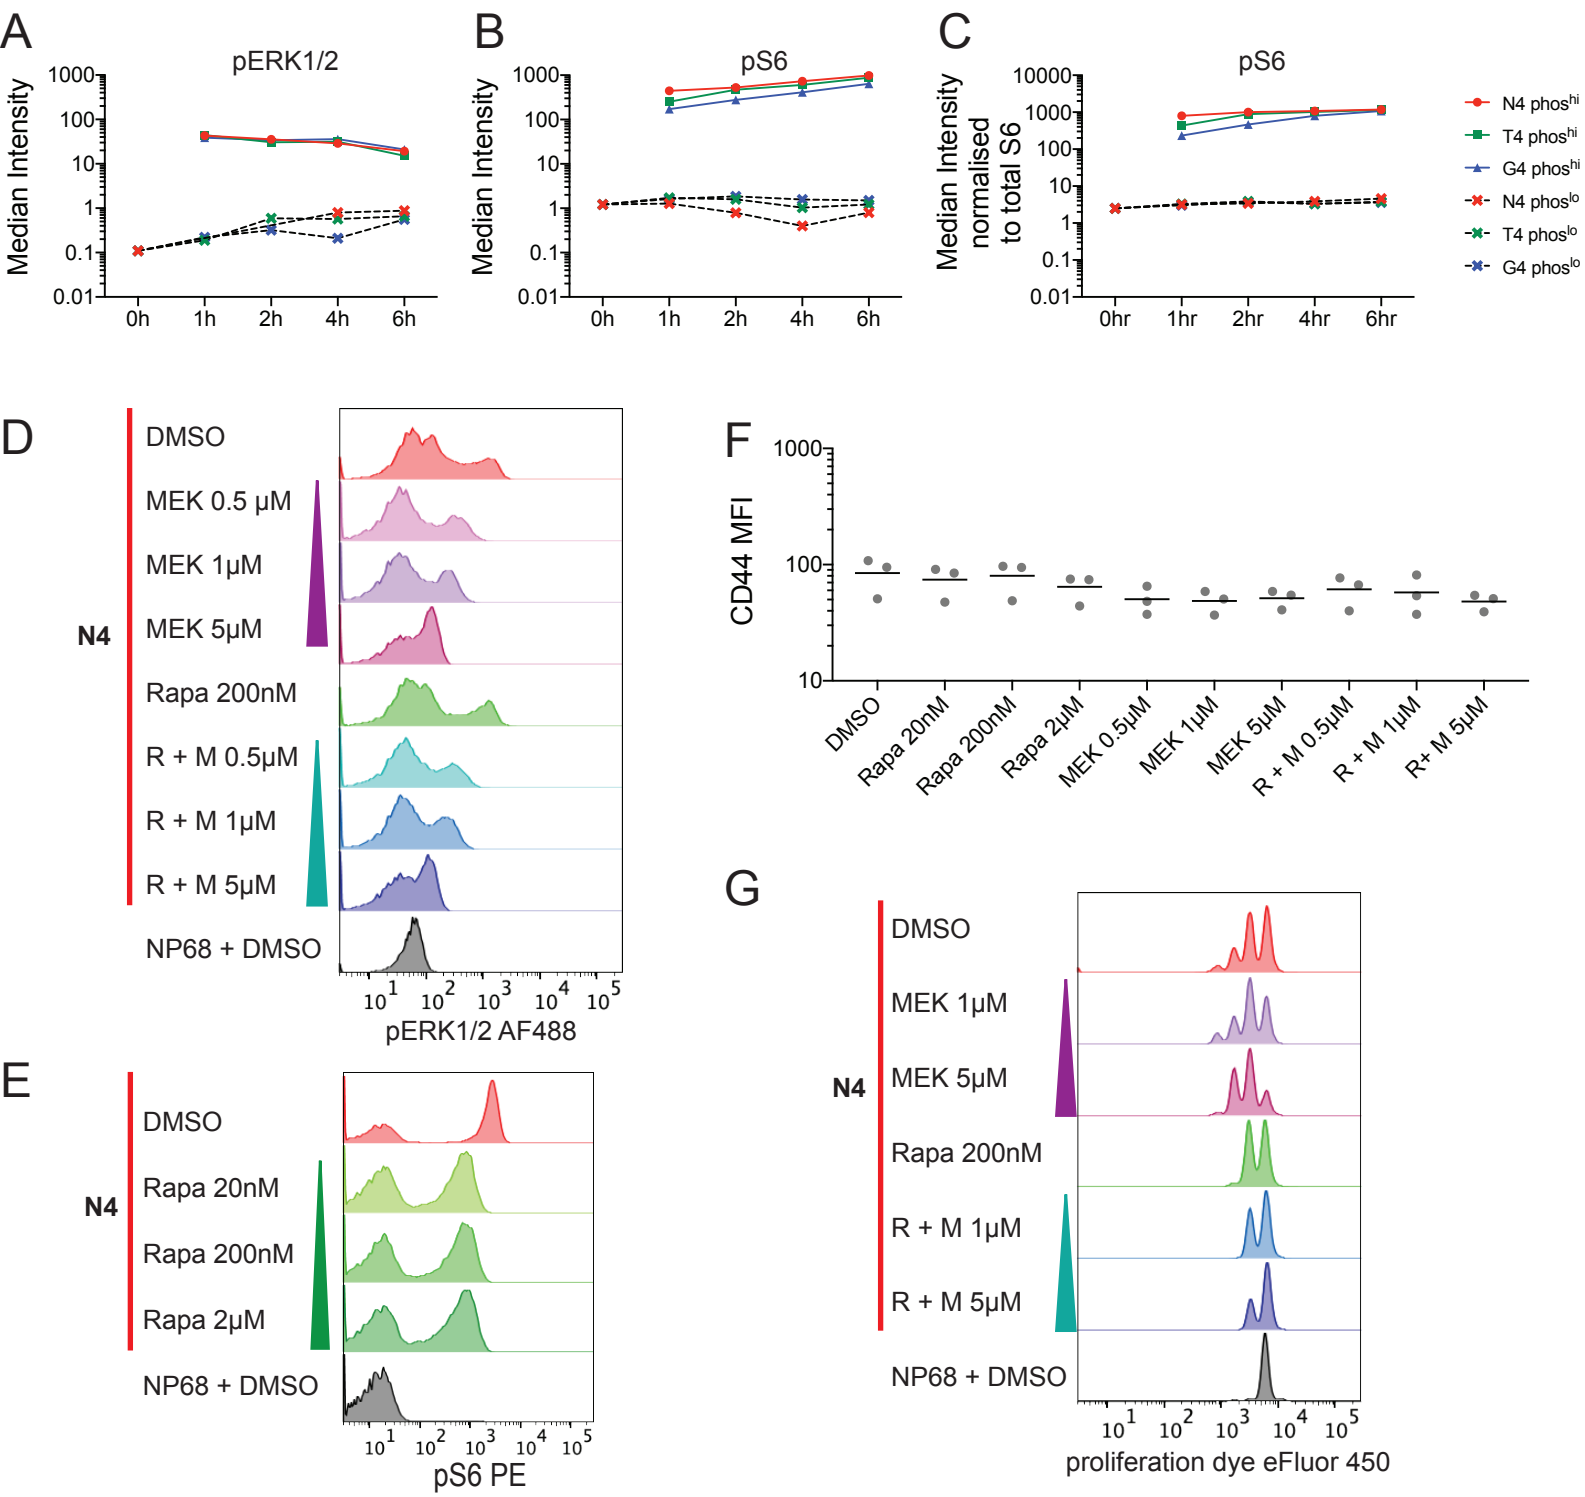 A
pERK1/2
Median Intensity
1000
100
10
1
0.1
0.01
0h
1h
2h
4h
6h
B
pS6
Median Intensity
1000
100
10
1
0.1
0.01
0h
1h
2h
4h
6h
C
pS6
Median Intensity
normalised
to total S6
10000
1000
100
10
1
0.1
0.01
0hr
1hr
2hr
4hr
6hr
N4 phoshi
T4 phoshi
G4 phoshi
N4 phoslo
T4 phoslo
G4 phoslo
D
N4
DMSO
MEK 0.5 µM
MEK 1µM
MEK 5µM
Rapa 200nM
R + M 0.5µM
R + M 1µM
R + M 5µM
NP68 + DMSO
10^1 10^2 10^3 10^4 10^5
pERK1/2 AF488
E
N4
DMSO
Rapa 20nM
Rapa 200nM
Rapa 2µM
NP68 + DMSO
10^1 10^2 10^3 10^4 10^5
pS6 PE
F
CD44 MFI
1000
100
10
DMSO
Rapa 20nM
Rapa 200nM
Rapa 2µM
MEK 0.5µM
MEK 1µM
MEK 5µM
R + M 0.5µM
R + M 1µM
R+ M 5µM
G
N4
DMSO
MEK 1µM
MEK 5µM
Rapa 200nM
R + M 1µM
R + M 5µM
NP68 + DMSO
10^1 10^2 10^3 10^4 10^5
proliferation dye eFluor 450